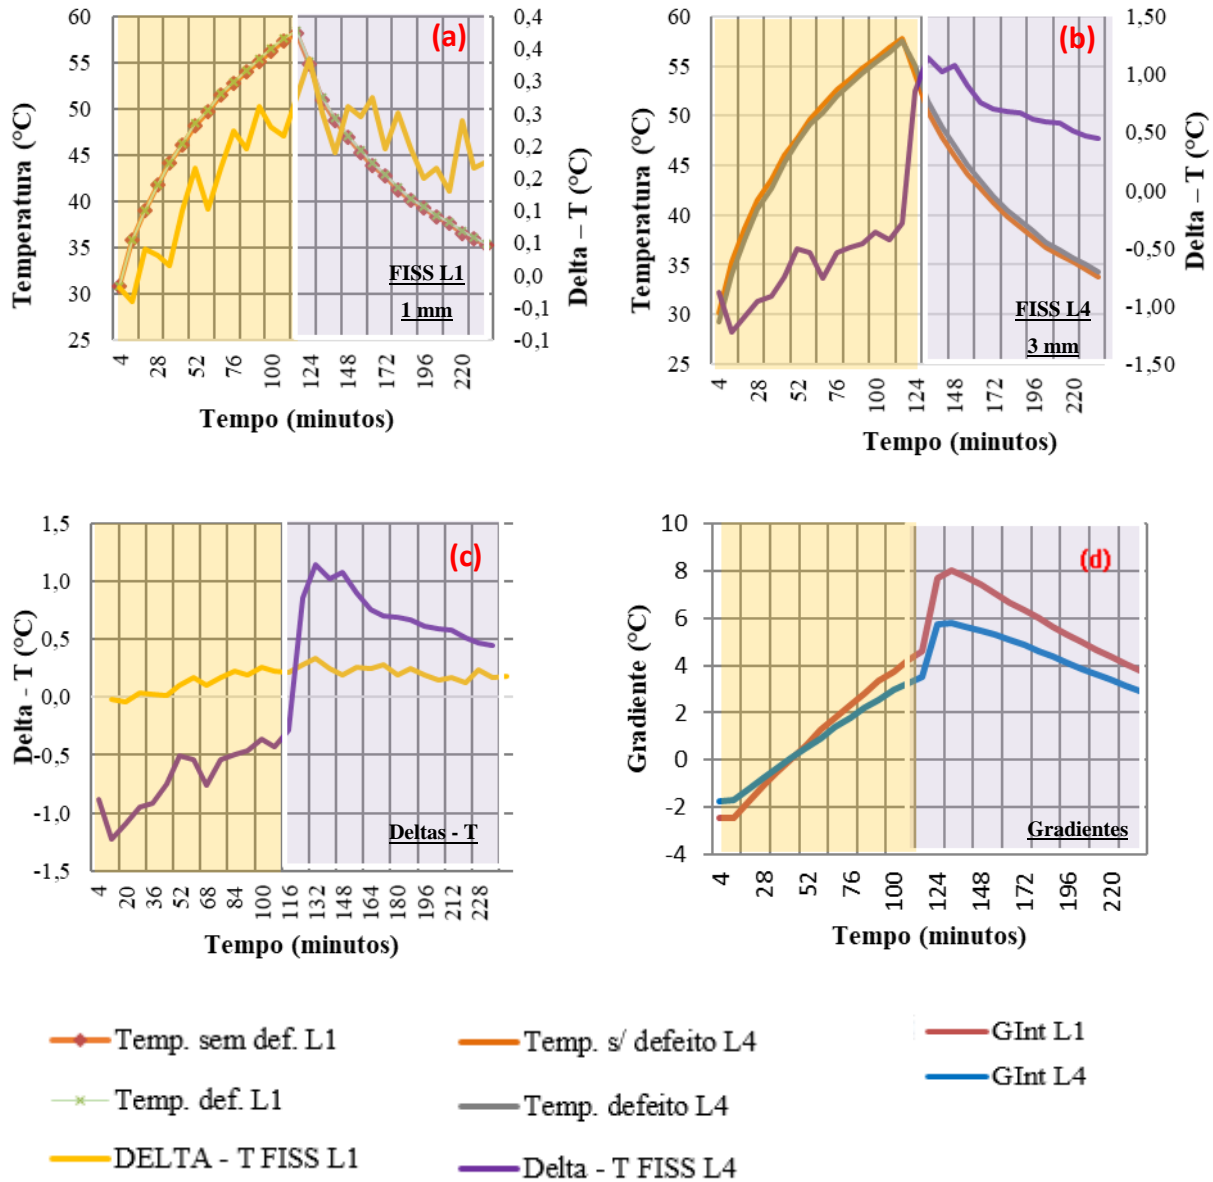 (a)
Temperatura (°C)
60
55
50
45
40
35
30
25
0,4
0,4
0,3
0,3
0,2
0,2
0,1
0,1
0,0
-0,1
-0,1
Delta – T (°C)
FISS L1
1 mm
4 28 52 76 100 124 148 172 196 220
Tempo (minutos)
(b)
Temperatura (°C)
60
55
50
45
40
35
30
25
1,50
1,00
0,50
0,00
-0,50
-1,00
-1,50
Delta – T (°C)
FISS L4
3 mm
4 28 52 76 100 124 148 172 196 220
Tempo (minutos)
(c)
Delta - T (°C)
1,5
1,0
0,5
0,0
-0,5
-1,0
-1,5
Deltas - T
4 20 36 52 68 84 100 116 132 148 164 180 196 212 228
Tempo (minutos)
(d)
Gradiente (°C)
10
8
6
4
2
0
-2
-4
Gradientes
4 28 52 76 100 124 148 172 196 220
Tempo (minutos)
Temp. sem def. L1
Temp. def. L1
DELTA - T FISS L1
Temp. s/ defeito L4
Temp. defeito L4
Delta - T FISS L4
GInt L1
GInt L4